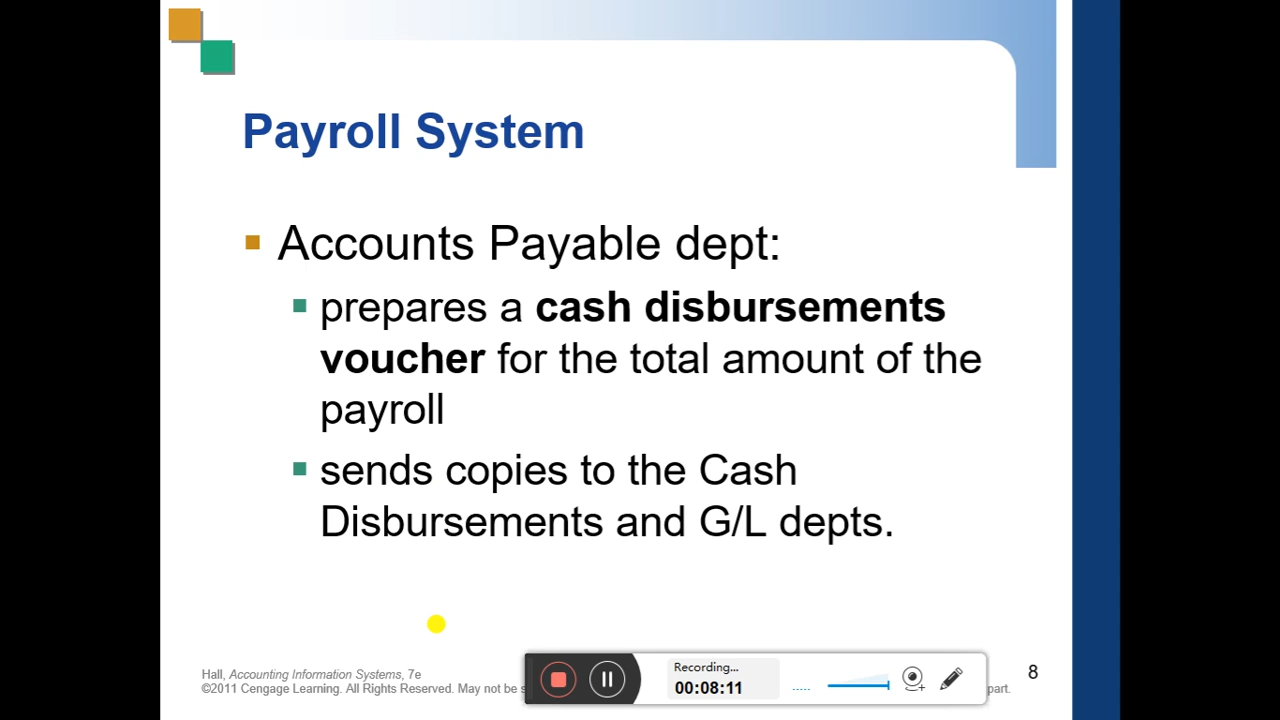 Payroll System
Accounts Payable dept:
prepares a cash disbursements
voucher for the total amount of the
payroll
sends copies to the Cash
Disbursements and G/L depts.
Hall, Accounting Information Systems, 7e
©2011 Cengage Learning. All Rights Reserved. May not be
part.
Recording...
00:08:11
8